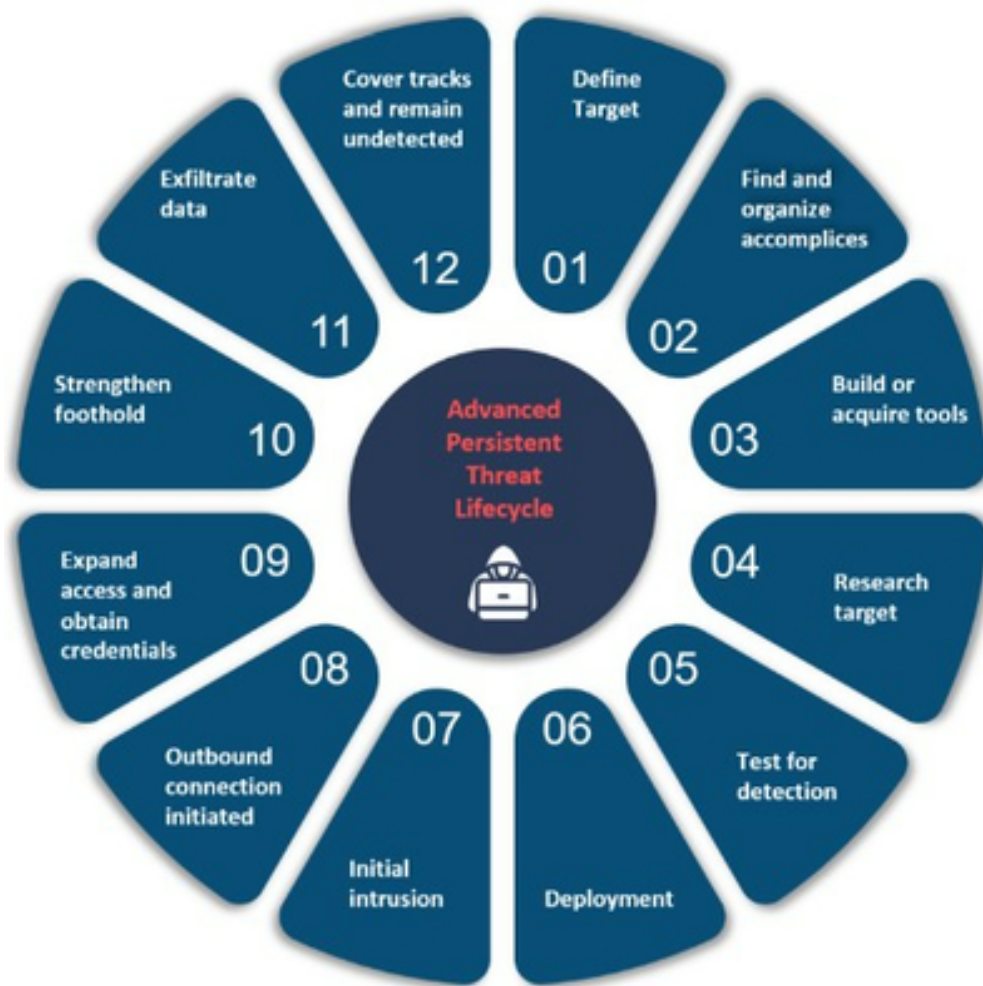 Advanced
Persistent
Threat
Lifecycle
Define
Target
01
Find and
organize
accomplices
02
Build or
acquire tools
03
Research
target
04
Test for
detection
05
Deployment
06
Initial
intrusion
07
Outbound
connection
initiated
08
Expand
access and
obtain
credentials
09
Strengthen
foothold
10
Exfiltrate
data
11
Cover tracks
and remain
undetected
12